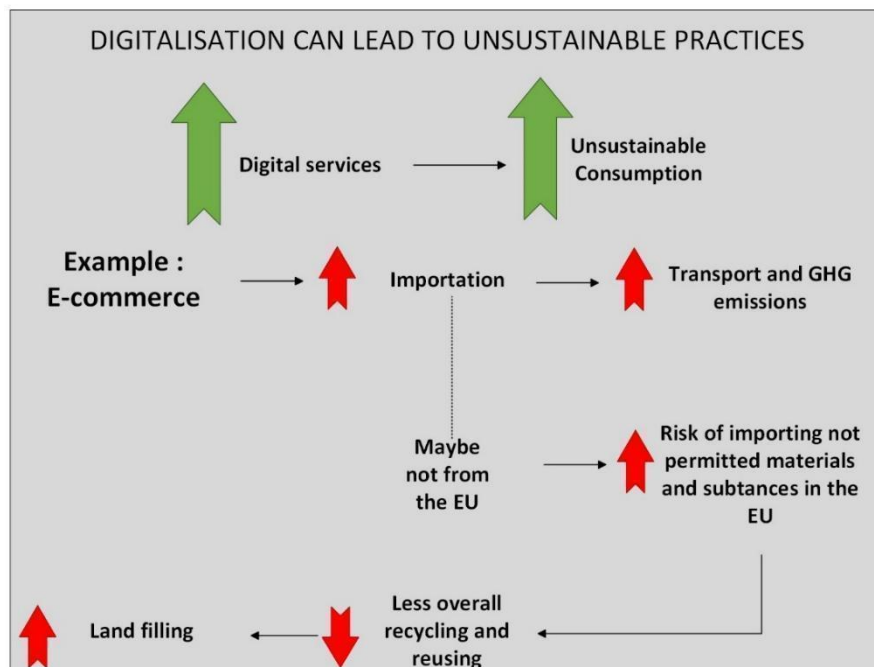 DIGITALISATION CAN LEAD TO UNSUSTAINABLE PRACTICES
Digital services
Unsustainable
Consumption
Example :
E-commerce
Importation
Transport and GHG
emissions
Maybe
not from
the EU
Risk of importing not
permitted materials
and subtances in the
EU
Land filling
Less overall
recycling and
reusing